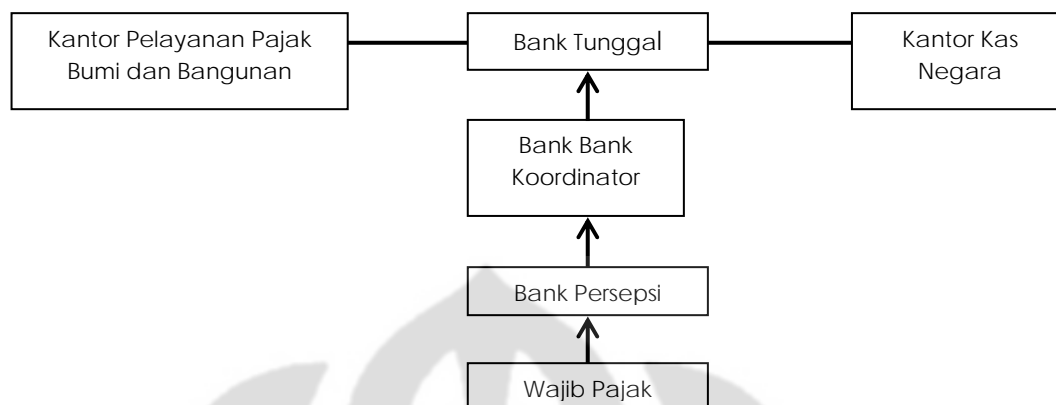 Kantor Pelayanan Pajak
Bumi dan Bangunan
Bank Tunggal
Kantor Kas
Negara
Bank Bank
Koordinator
Bank Persepsi
Wajib Pajak